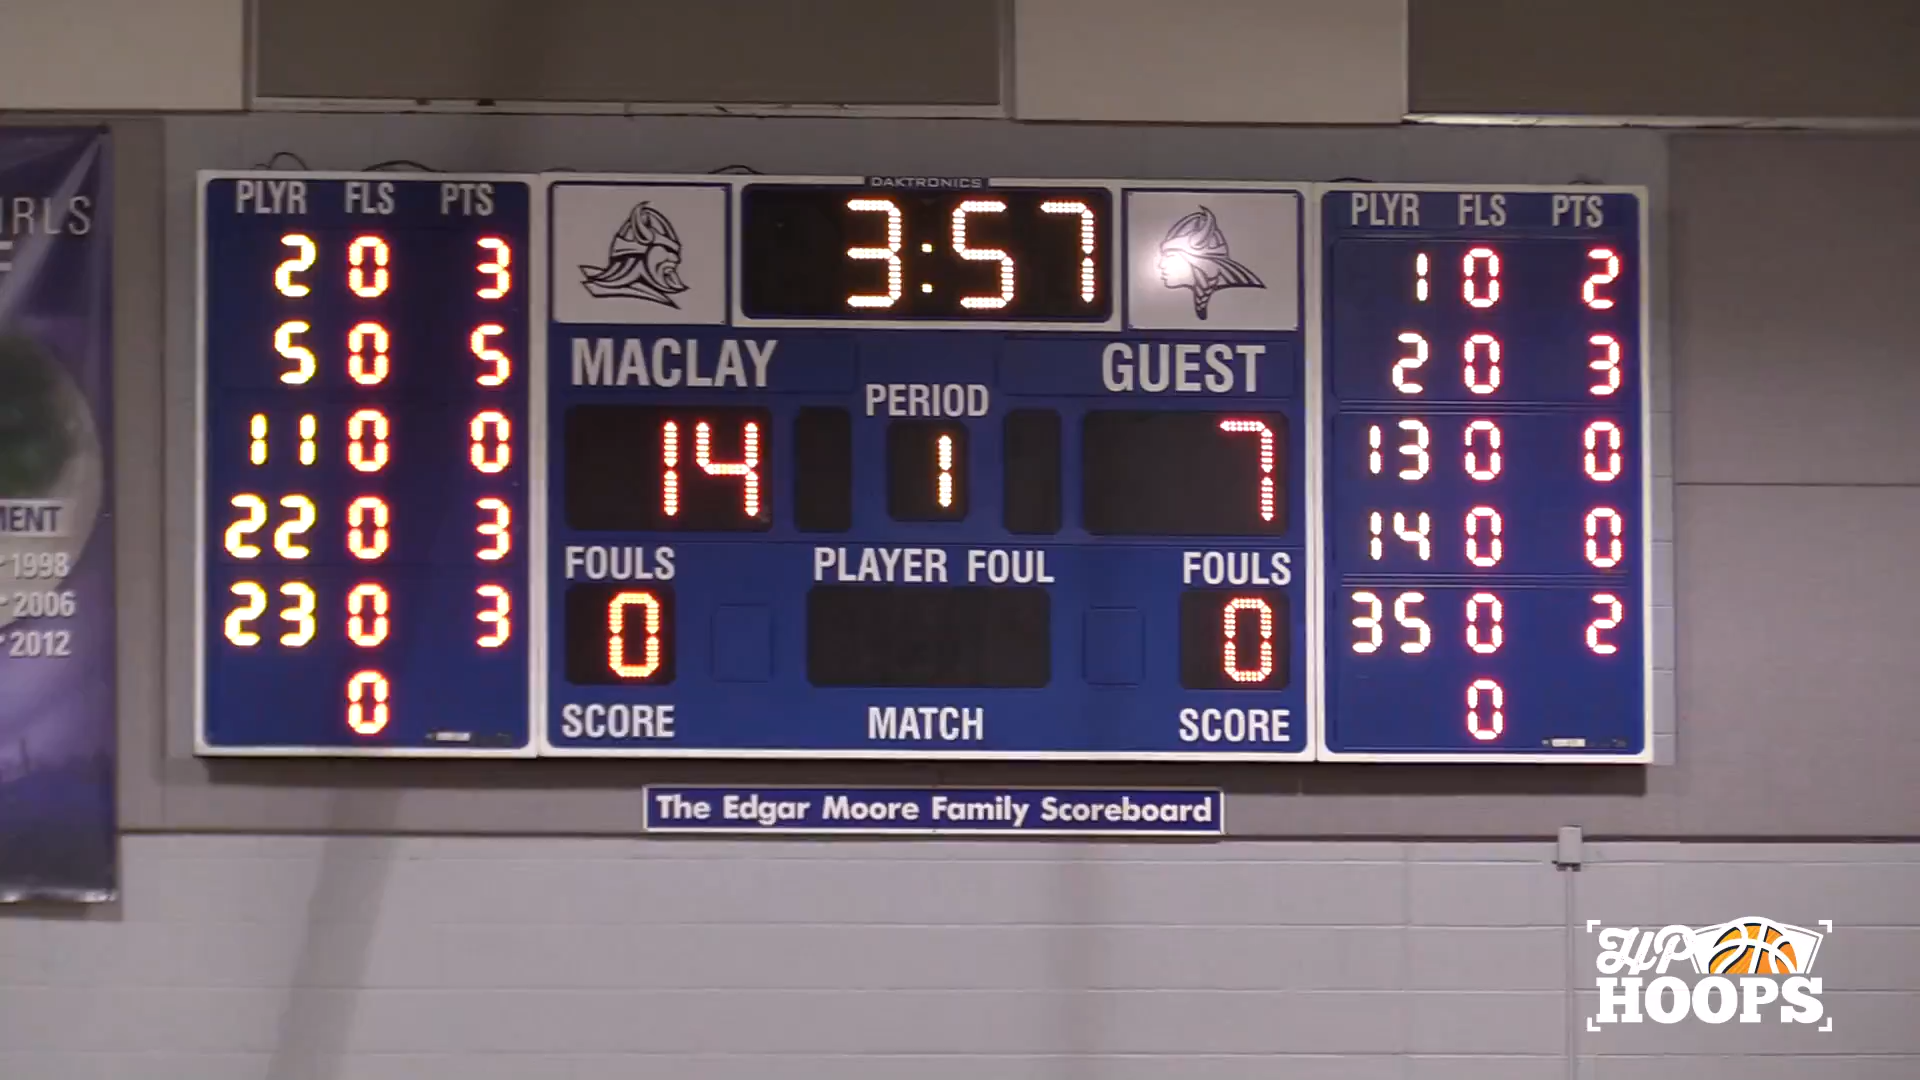 IRLS
MENT
1998
2006
2012
PLYR FLS PTS
2 0 3
5 0 5
11 0 0
22 0 3
23 0 3
0
DAKTRONICS
3:57
MACLAY GUEST
PERIOD
14 1 7
FOULS PLAYER FOUL FOULS
0 0
SCORE MATCH SCORE
PLYR FLS PTS
1 0 2
2 0 3
13 0 0
14 0 0
35 0 2
0
The Edgar Moore Family Scoreboard
HP
HOOPS